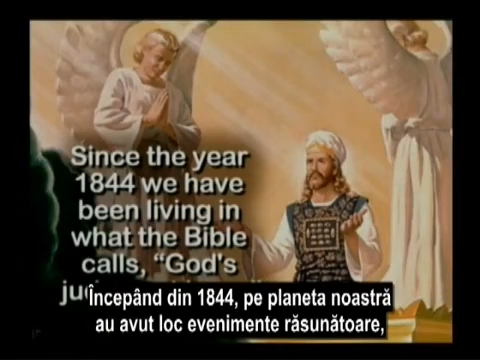 Since the year
1844 we have
been living in
what the Bible
calls, “God's
Începând din 1844, pe planeta noastră
au avut loc evenimente răsunătoare,